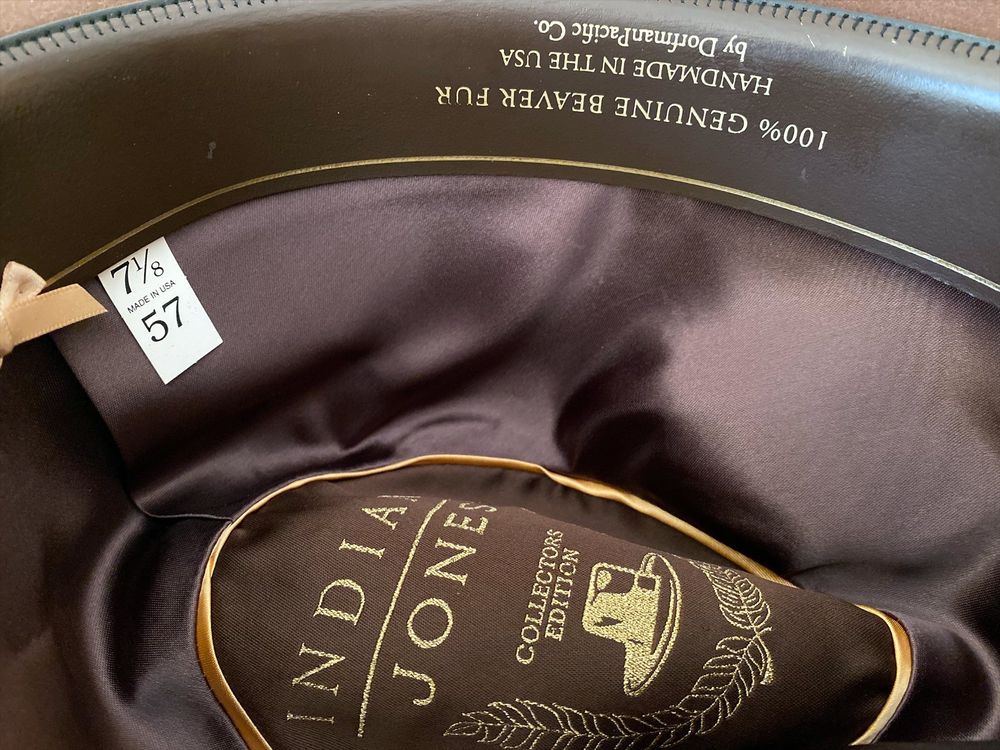 100% GENUINE BEAVER FUR
HANDMADE IN THE USA
by DorfmanPacific Co.
7⅛
MADE IN USA
57
INDIANA
JONES
COLLECTORS
EDITION